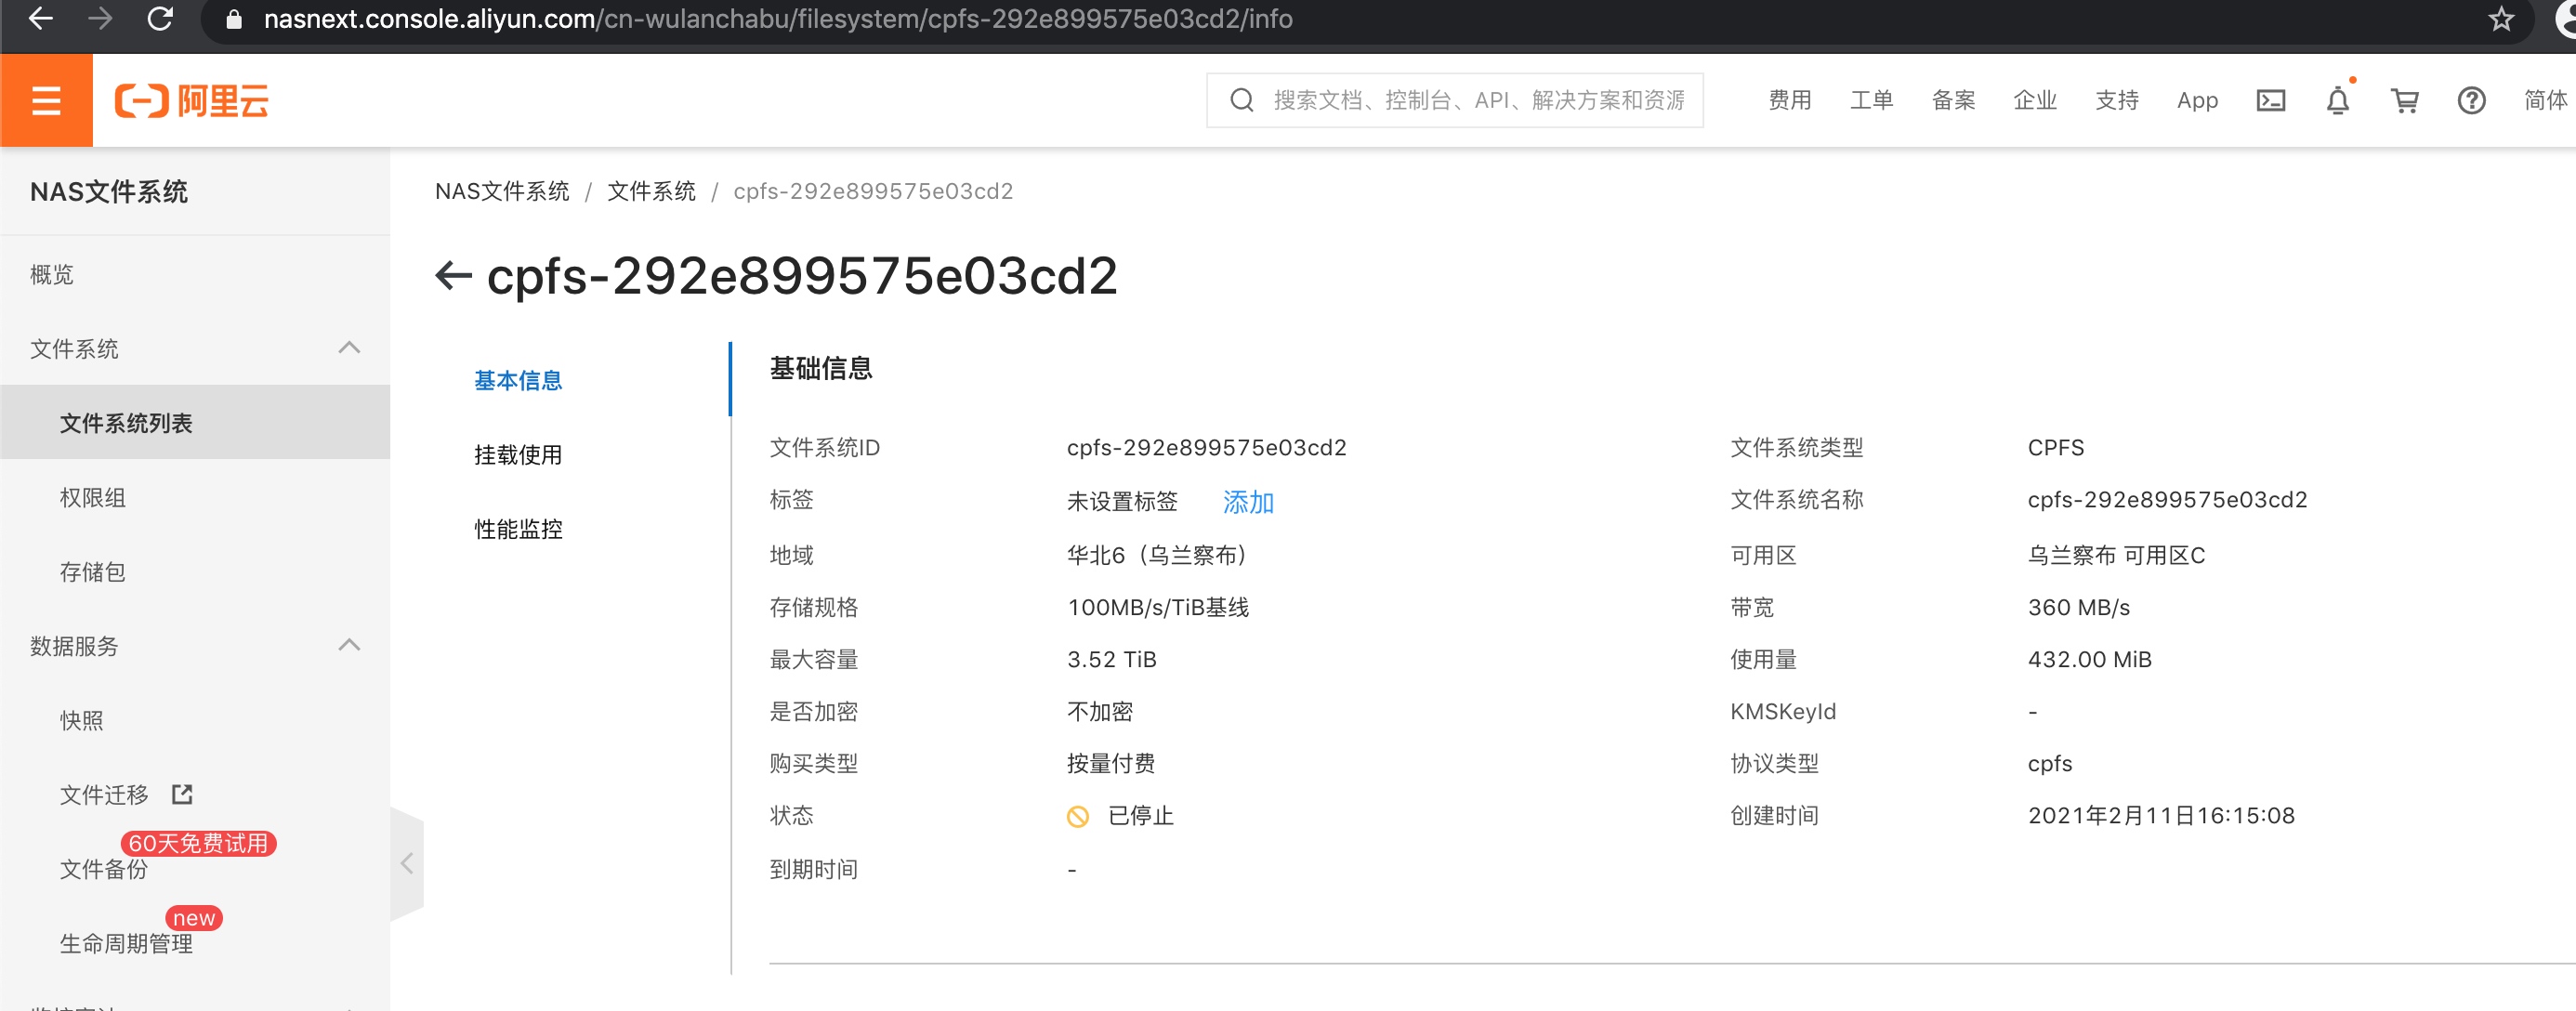 nasnext.console.aliyun.com/cn-wulanchabu/filesystem/cpfs-292e899575e03cd2/info
阿里云
搜索文档、控制台、API、解决方案和资源
费用 工单 备案 企业 支持 App 简体
NAS文件系统
概览
文件系统
文件系统列表
权限组
存储包
数据服务
快照
文件迁移
60天免费试用
文件备份
new
生命周期管理
NAS文件系统 / 文件系统 / cpfs-292e899575e03cd2
cpfs-292e899575e03cd2
基本信息
挂载使用
性能监控
基础信息
文件系统ID cpfs-292e899575e03cd2 文件系统类型 CPFS
标签 未设置标签 添加 文件系统名称 cpfs-292e899575e03cd2
地域 华北6（乌兰察布） 可用区 乌兰察布 可用区C
存储规格 100MB/s/TiB基线 带宽 360 MB/s
最大容量 3.52 TiB 使用量 432.00 MiB
是否加密 不加密 KMSKeyId -
购买类型 按量付费 协议类型 cpfs
状态 已停止 创建时间 2021年2月11日16:15:08
到期时间 -